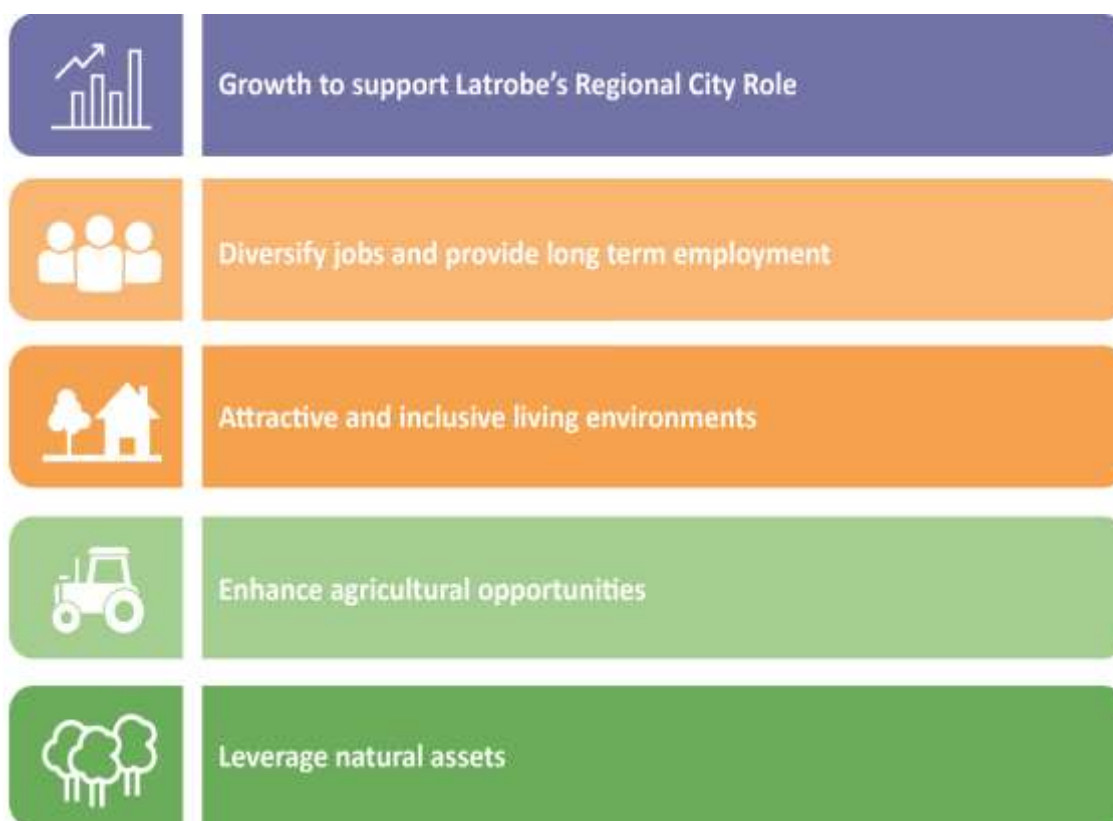 Growth to support Latrobe's Regional City Role
Diversify jobs and provide long term employment
Attractive and inclusive living environments
Enhance agricultural opportunities
Leverage natural assets